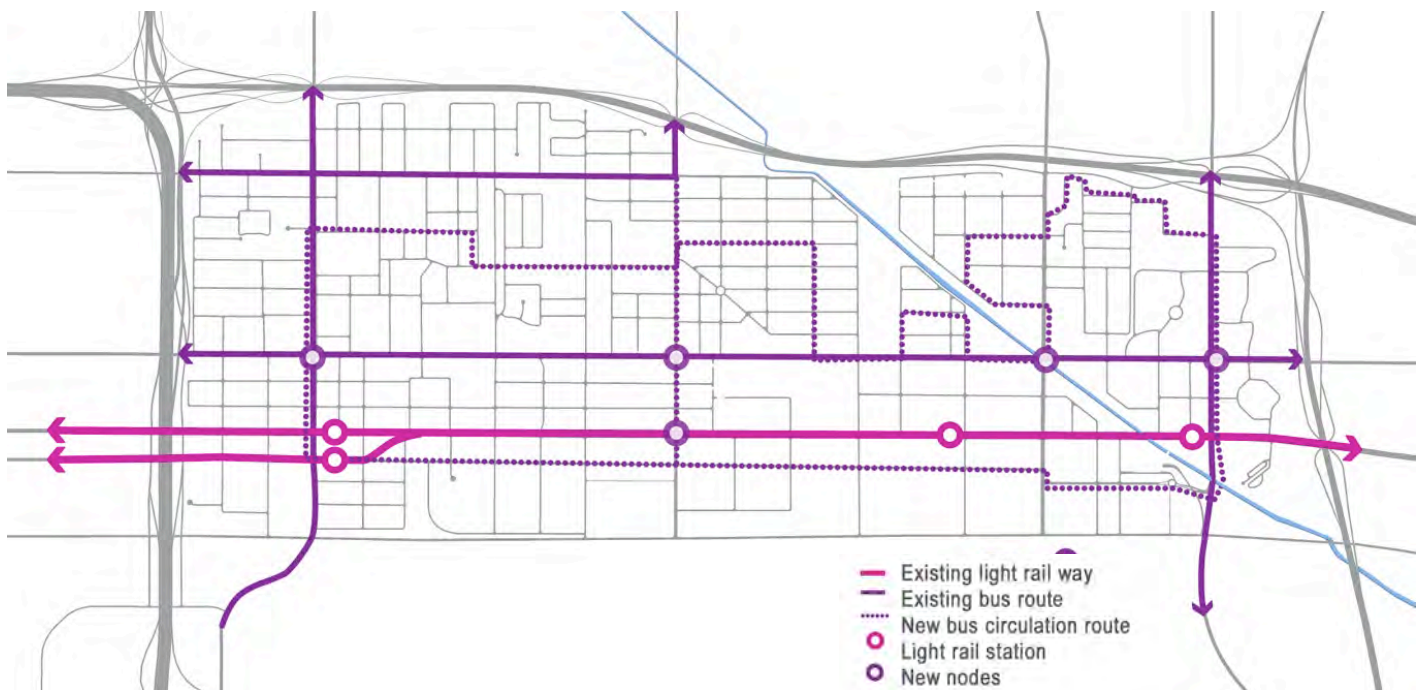 Existing light rail way
Existing bus route
New bus circulation route
Light rail station
New nodes